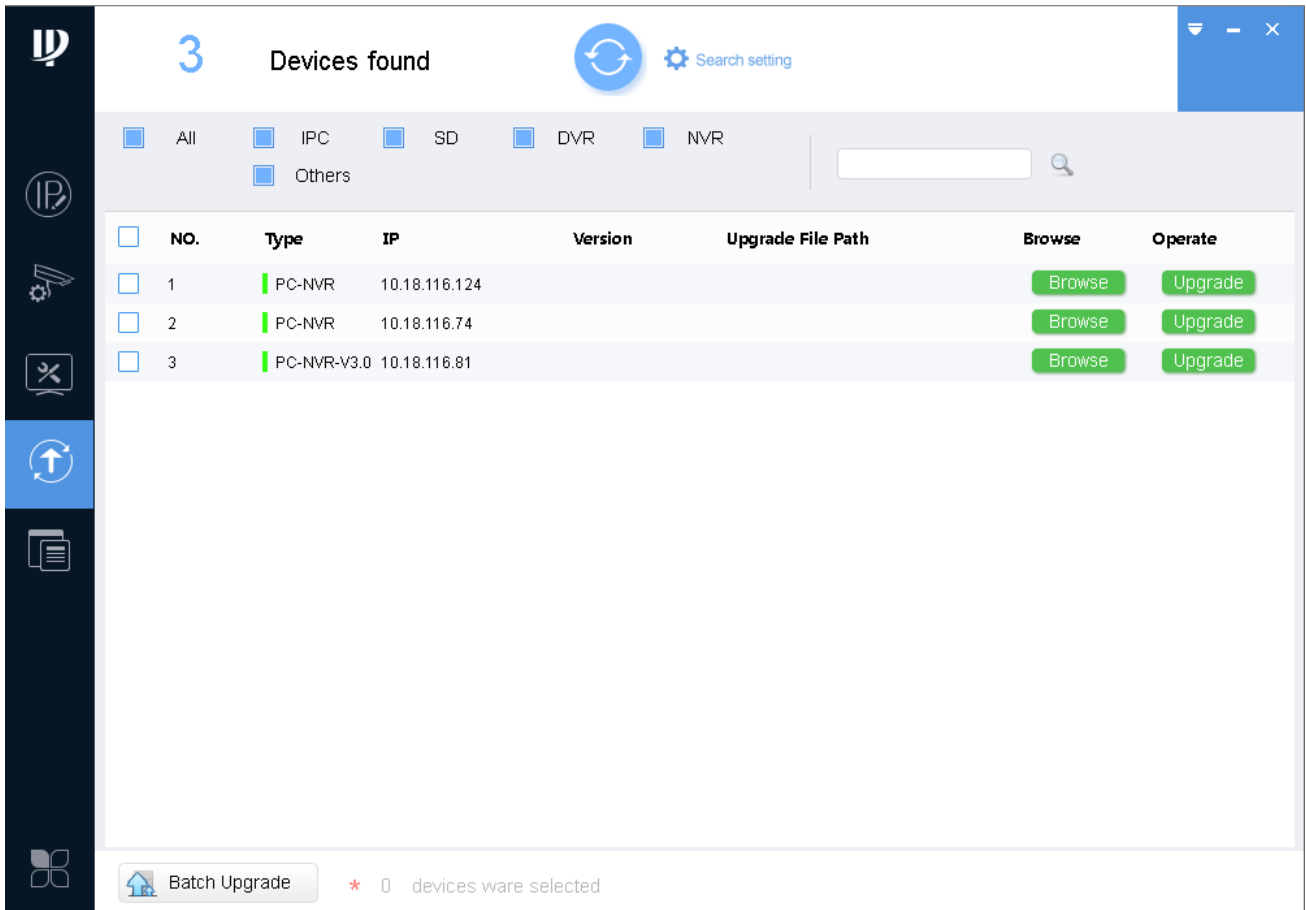 3 Devices found Search setting
All IPC SD DVR NVR
Others
NO. Type IP Version Upgrade File Path Browse Operate
1 PC-NVR 10.18.116.124 Browse Upgrade
2 PC-NVR 10.18.116.74 Browse Upgrade
3 PC-NVR-V3.0 10.18.116.81 Browse Upgrade
Batch Upgrade * 0 devices ware selected